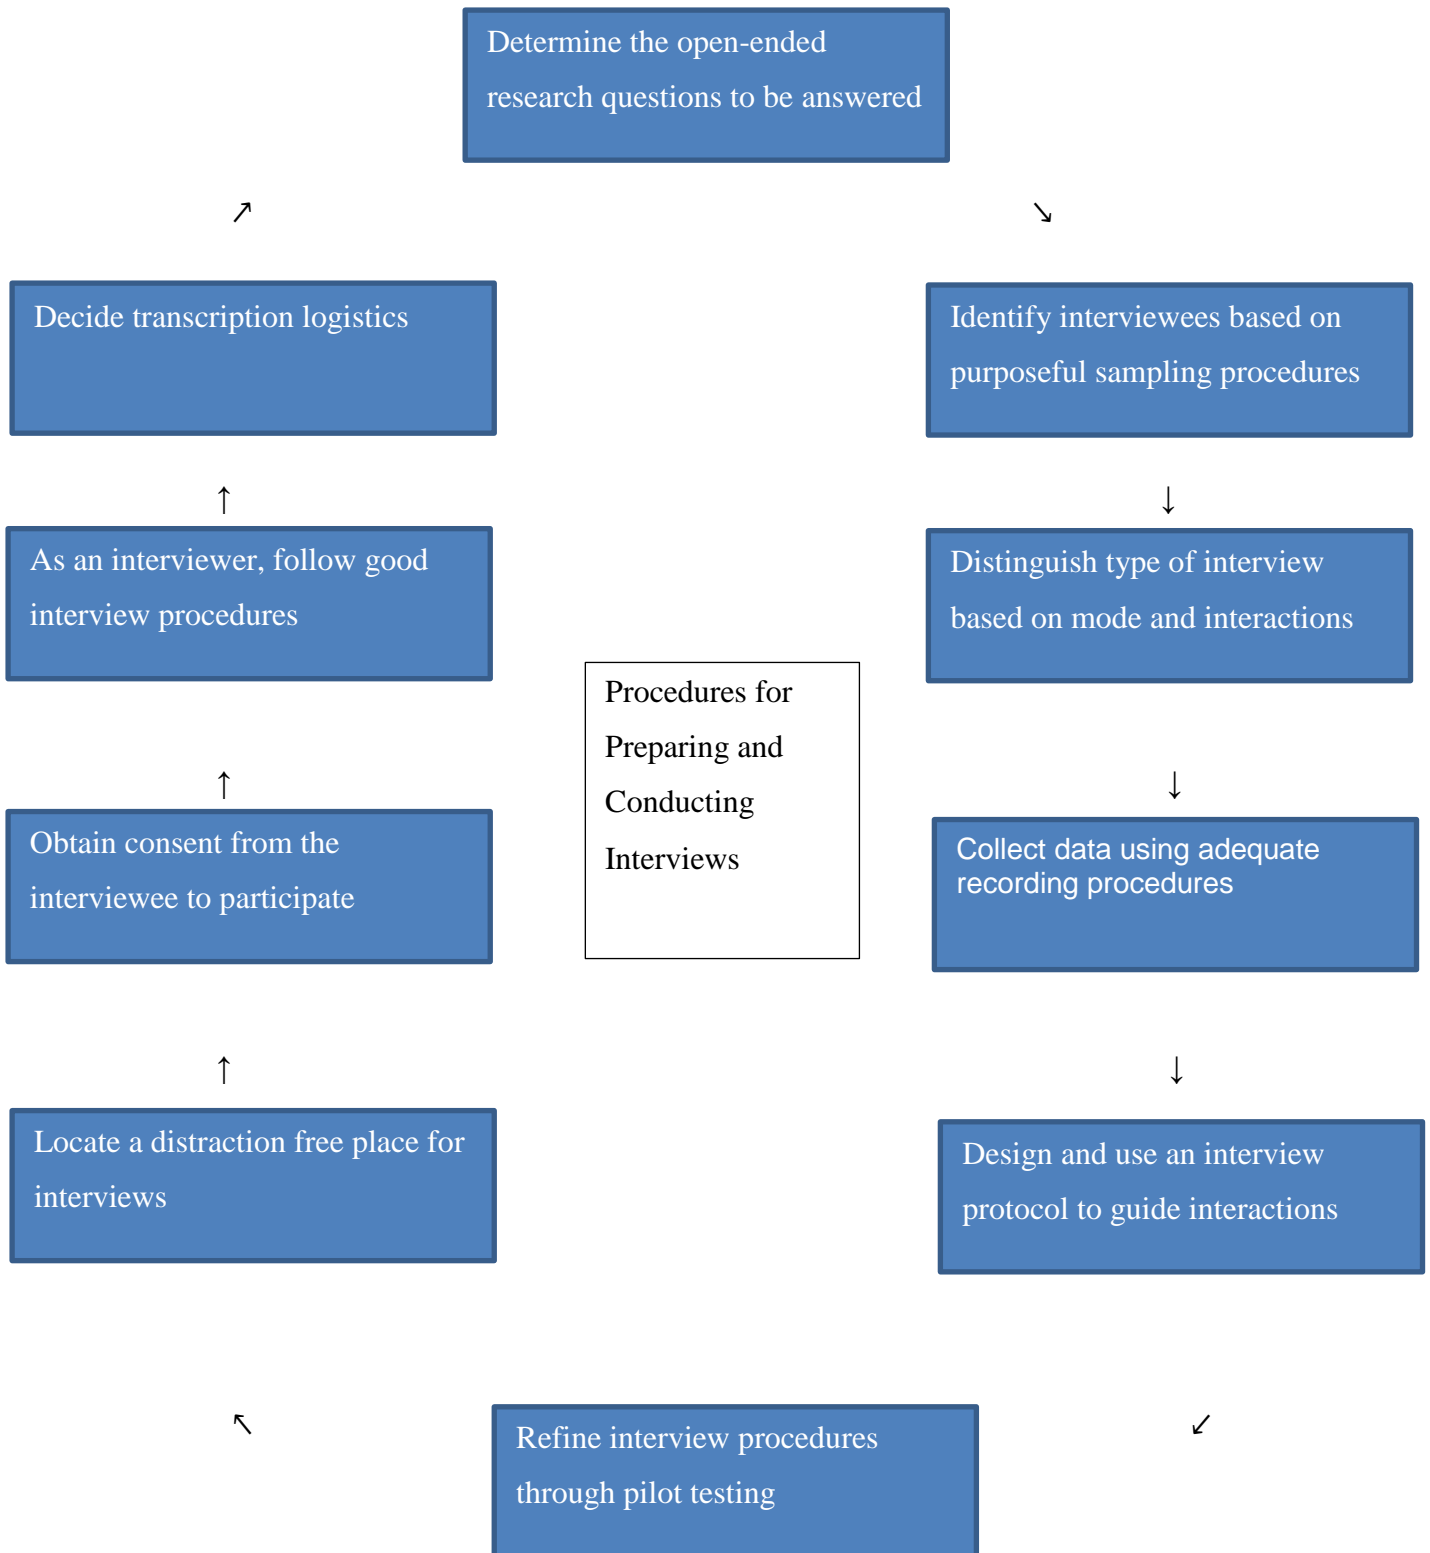 Determine the open-ended
research questions to be answered
↗
↘
Decide transcription logistics
Identify interviewees based on
purposeful sampling procedures
↑
↓
As an interviewer, follow good
interview procedures
Distinguish type of interview
based on mode and interactions
Procedures for
Preparing and
Conducting
Interviews
↑
↓
Obtain consent from the
interviewee to participate
Collect data using adequate
recording procedures
↑
↓
Locate a distraction free place for
interviews
Design and use an interview
protocol to guide interactions
↖
↙
Refine interview procedures
through pilot testing